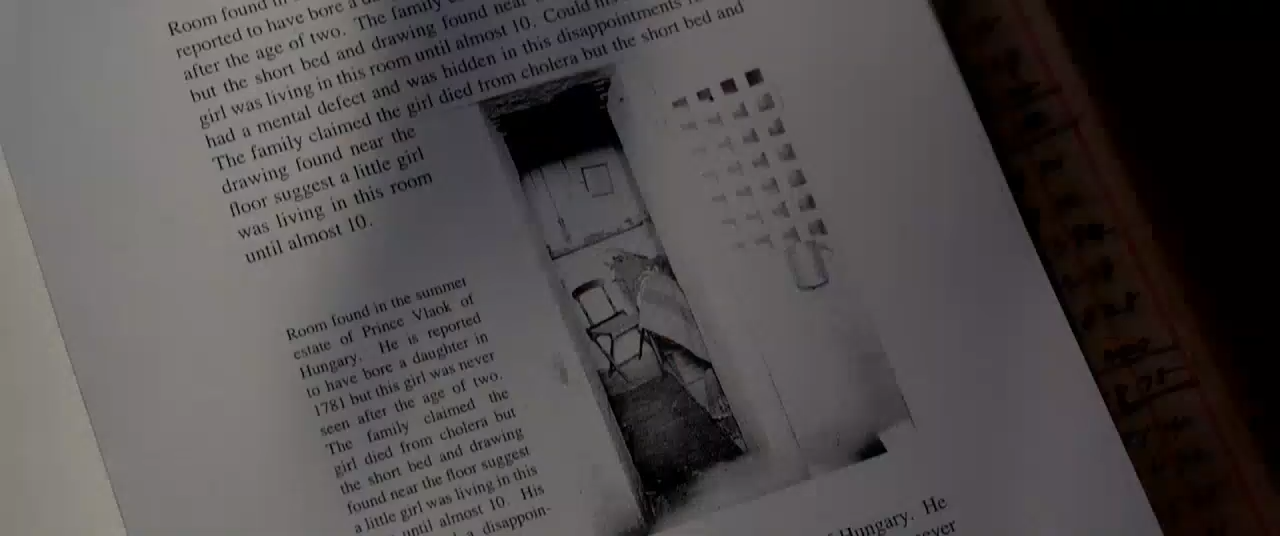 Room found in
reported to have bore a
after the age of two. The family
but the short bed and drawing found near
girl was living in this room until almost 10. Could
had a mental defect and was hidden in this disappointments
The family claimed the girl died from cholera but the short bed and
drawing found near the
floor suggest a little girl
was living in this room
until almost 10.
Room found in the summer
estate of Prince Vlaok of
Hungary. He is reported
to have bore a daughter in
1781 but this girl was never
seen after the age of two.
The family claimed the
girl died from cholera but
the short bed and drawing
found near the floor suggest
a little girl was living in this
until almost 10. His
a disappoin-
Hungary. He
never